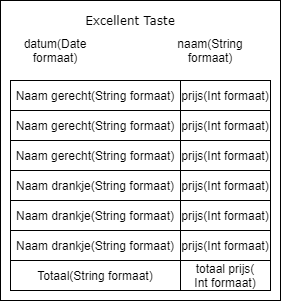 Excellent Taste
datum(Date
formaat)
naam(String
formaat)
Naam gerecht(String formaat) prijs(Int formaat)
Naam gerecht(String formaat) prijs(Int formaat)
Naam gerecht(String formaat) prijs(Int formaat)
Naam drankje(String formaat) prijs(Int formaat)
Naam drankje(String formaat) prijs(Int formaat)
Naam drankje(String formaat) prijs(Int formaat)
Totaal(String formaat) totaal prijs(
Int formaat)